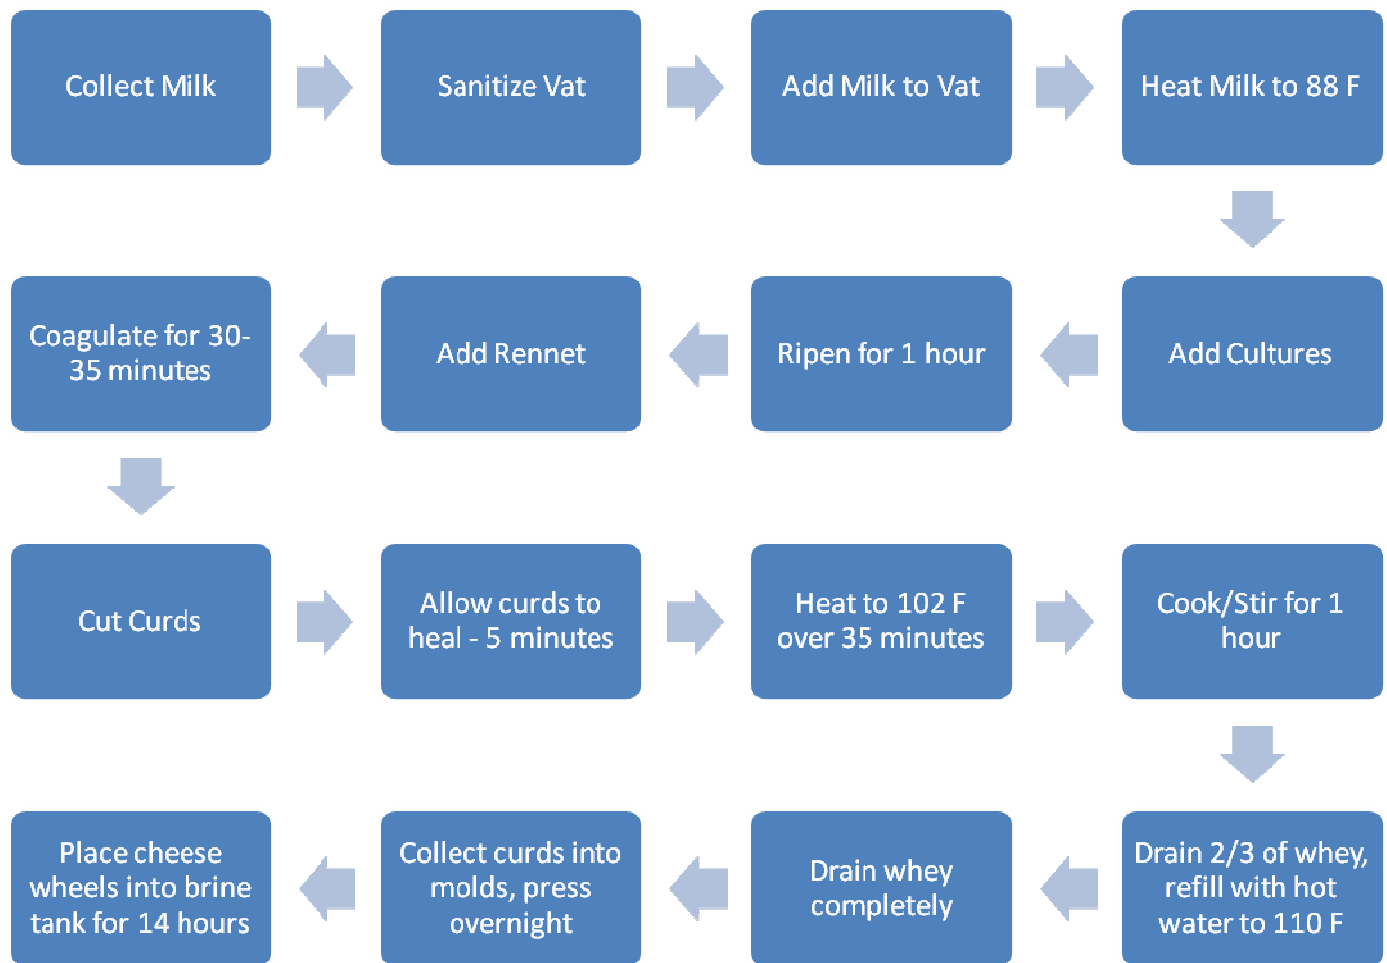 Collect Milk
Sanitize Vat
Add Milk to Vat
Heat Milk to 88 F
Add Cultures
Ripen for 1 hour
Add Rennet
Coagulate for 30-
35 minutes
Cut Curds
Allow curds to
heal - 5 minutes
Heat to 102 F
over 35 minutes
Cook/Stir for 1
hour
Drain 2/3 of whey,
refill with hot
water to 110 F
Drain whey
completely
Collect curds into
molds, press
overnight
Place cheese
wheels into brine
tank for 14 hours